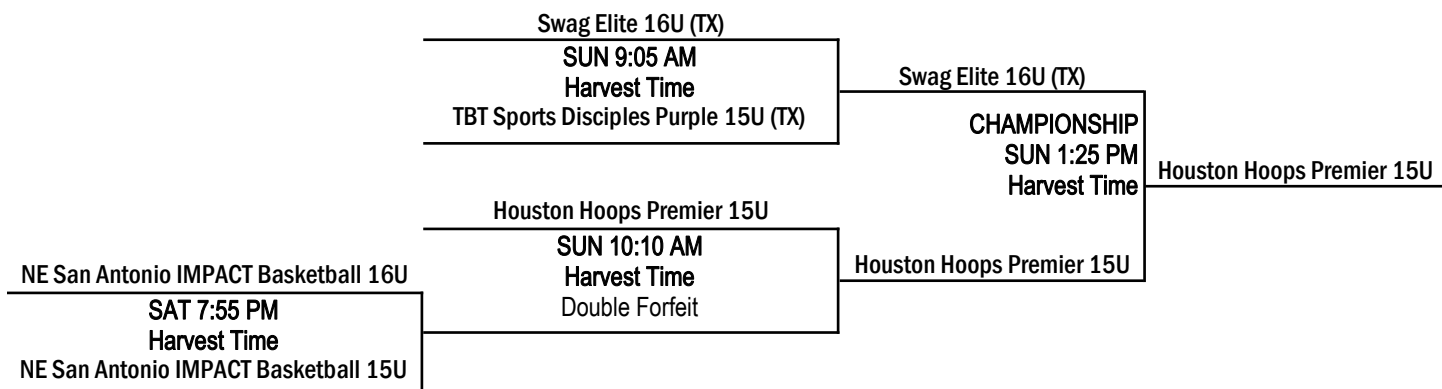 Swag Elite 16U (TX)
SUN 9:05 AM
Harvest Time
TBT Sports Disciples Purple 15U (TX)
Swag Elite 16U (TX)
CHAMPIONSHIP
SUN 1:25 PM
Harvest Time
Houston Hoops Premier 15U
Houston Hoops Premier 15U
SUN 10:10 AM
Harvest Time
Double Forfeit
Houston Hoops Premier 15U
NE San Antonio IMPACT Basketball 16U
SAT 7:55 PM
Harvest Time
NE San Antonio IMPACT Basketball 15U